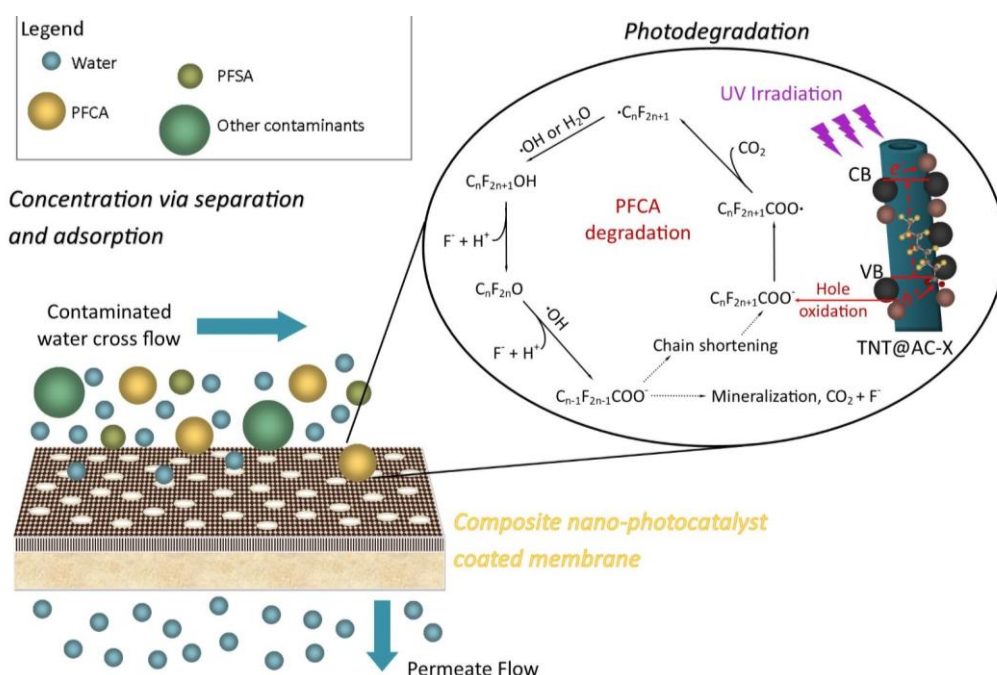 Legend
Water
PFSA
PFCA
Other contaminants
Concentration via separation
and adsorption
Contaminated
water cross flow
Permeate Flow
Composite nano-photocatalyst
coated membrane
Photodegradation
UV Irradiation
·OH or H₂O
·CₙF₂ₙ₊₁
CO₂
CₙF₂ₙ₊₁OH
PFCA
degradation
CₙF₂ₙ₊₁COO·
F⁻ + H⁺
CₙF₂ₙO
·OH
F⁻ + H⁺
CₙF₂ₙ₊₁COO⁻
Hole
oxidation
Chain shortening
Cₙ₋₁F₂ₙ₋₁COO⁻
Mineralization, CO₂ + F⁻
CB
VB
TNT@AC-X